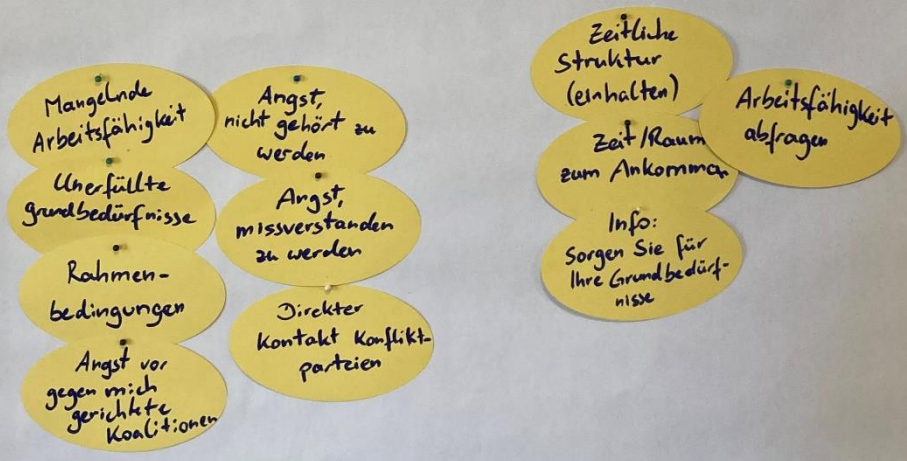 Mangelnde
Arbeitsfähigkeit
Unerfüllte
grundbedürfnisse
Rahmen-
bedingungen
Angst vor
gegen mich
gerichtete
Koalitionen
Angst,
nicht gehört zu
werden
Angst,
missverstanden
zu werden
Direkter
Kontakt Konflikt-
parteien
Zeitliche
Struktur
(einhalten)
Zeit/Raum
zum Ankommen
Info:
Sorgen Sie für
Ihre Grundbedürf-
nisse
Arbeitsfähigkeit
abfragen